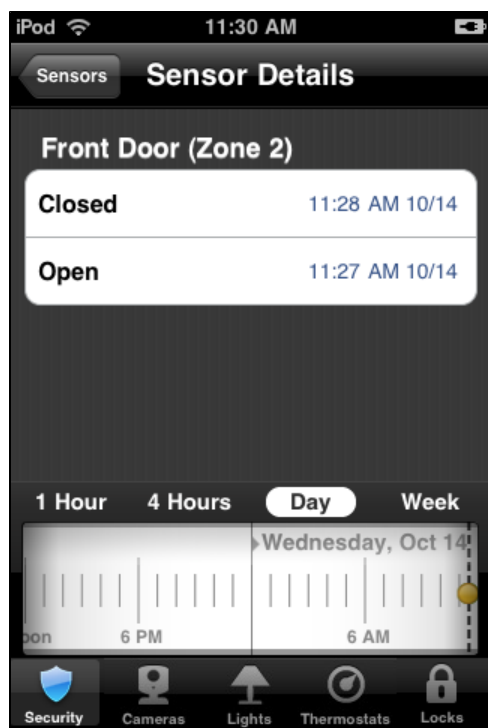 iPod 11:30 AM
Sensors Sensor Details
Front Door (Zone 2)
Closed 11:28 AM 10/14
Open 11:27 AM 10/14
1 Hour 4 Hours Day Week
Wednesday, Oct 14
oon 6 PM 6 AM
Security Cameras Lights Thermostats Locks